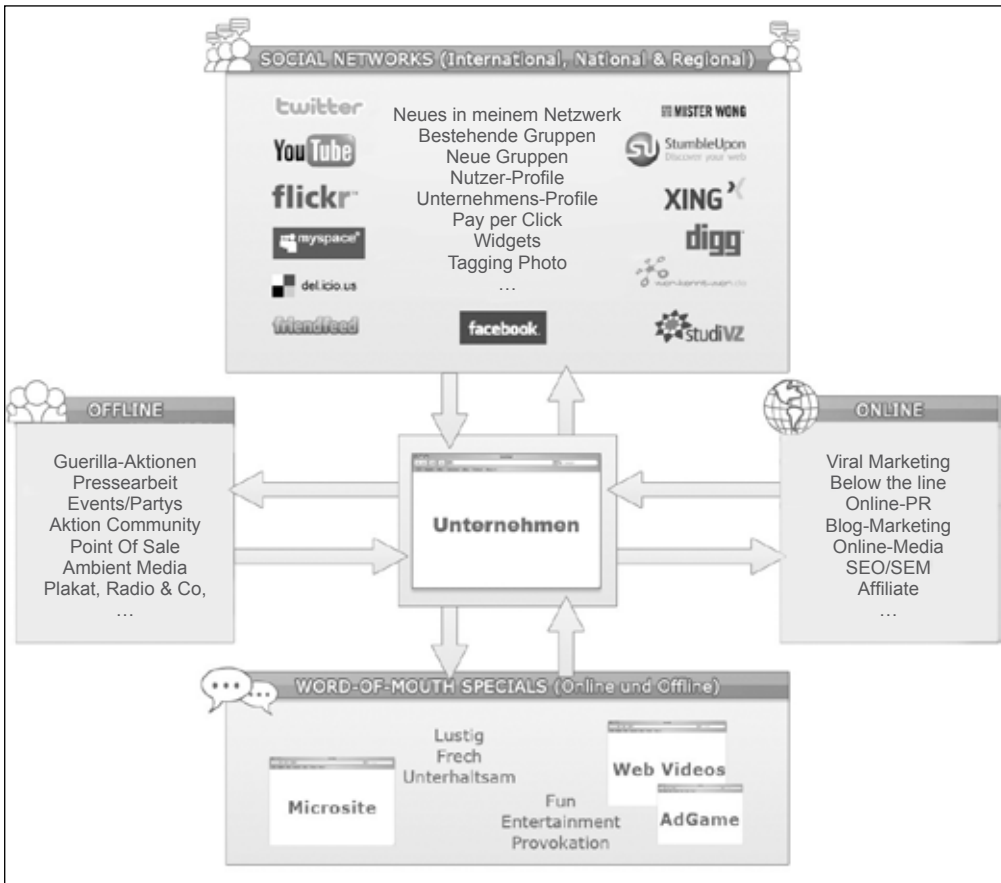 SOCIAL NETWORKS (International, National & Regional)
twitter
YouTube
flickr
myspace
del.icio.us
friendfeed
Neues in meinem Netzwerk
Bestehende Gruppen
Neue Gruppen
Nutzer-Profile
Unternehmens-Profile
Pay per Click
Widgets
Tagging Photo
…
facebook.
MISTER WONG
StumbleUpon
Discover your web
XING
digg
studiVZ
OFFLINE
Guerilla-Aktionen
Pressearbeit
Events/Partys
Aktion Community
Point Of Sale
Ambient Media
Plakat, Radio & Co,
…
Unternehmen
ONLINE
Viral Marketing
Below the line
Online-PR
Blog-Marketing
Online-Media
SEO/SEM
Affiliate
…
WORD-OF-MOUTH SPECIALS (Online und Offline)
Microsite
Lustig
Frech
Unterhaltsam
Fun
Entertainment
Provokation
Web Videos
AdGame